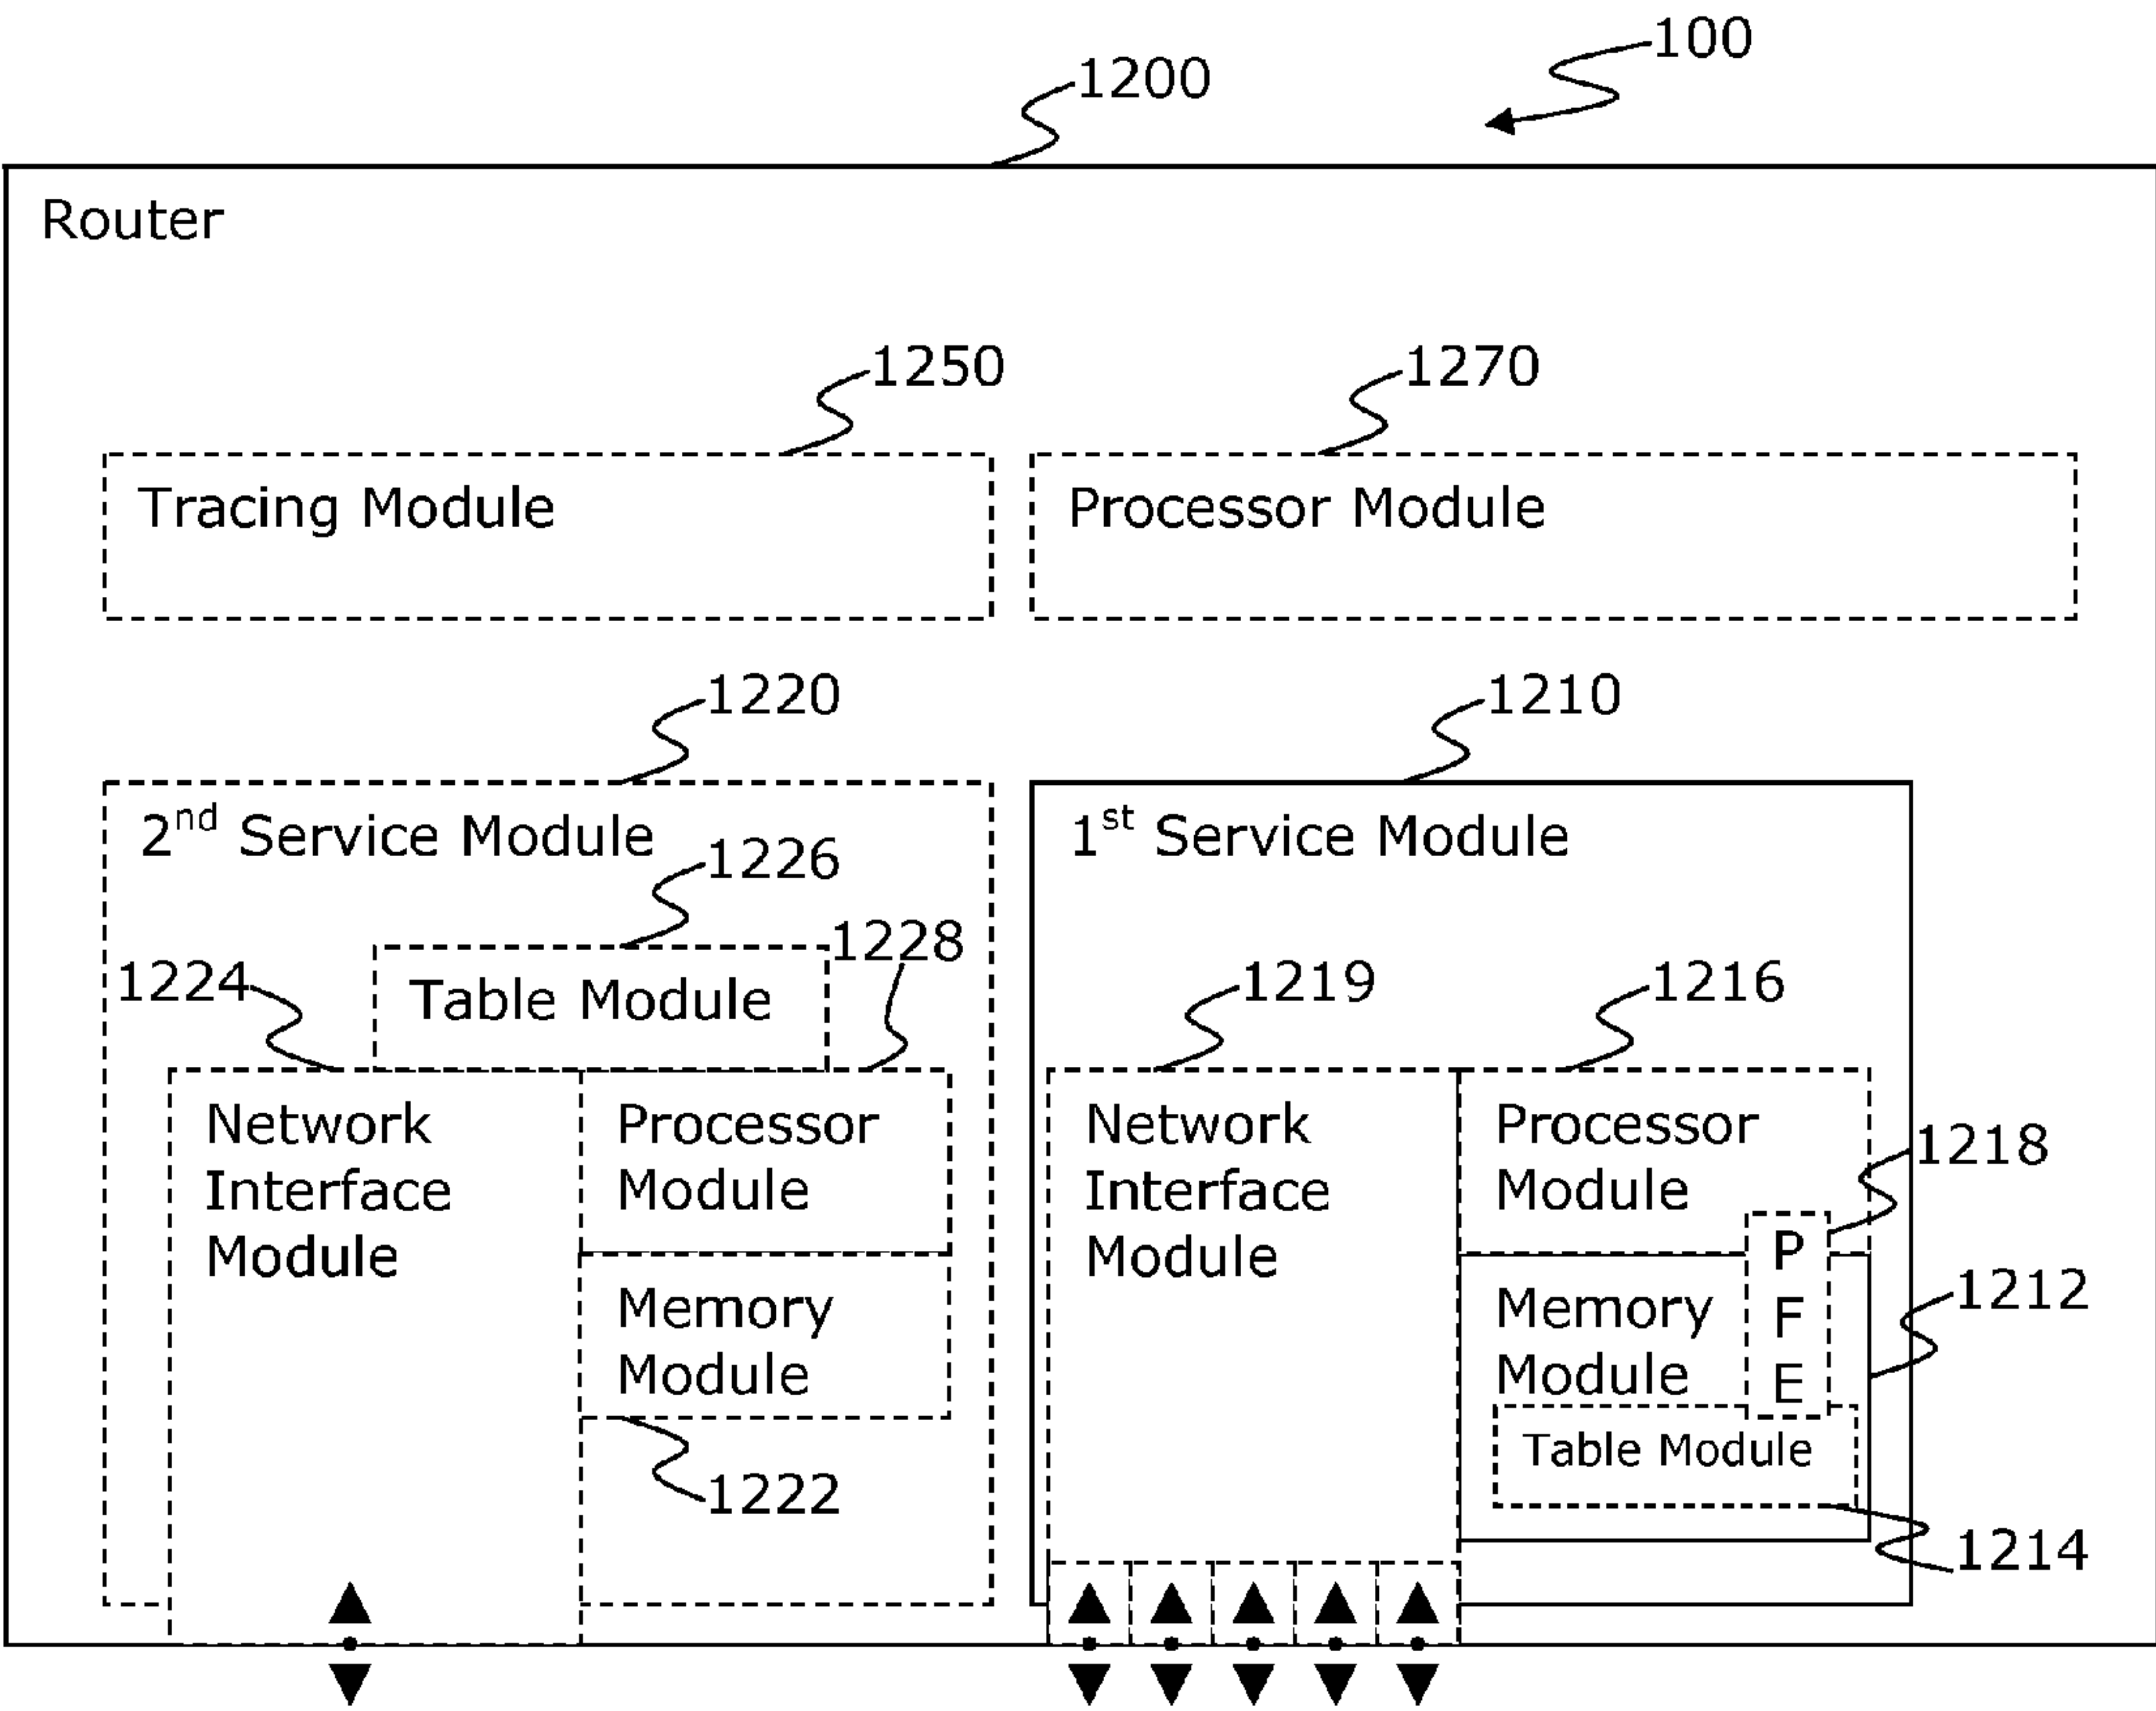 100
1200
Router
1250
1270
Tracing Module
Processor Module
1220
1210
2nd Service Module
1st Service Module
1226
1228
1224
Table Module
1219
1216
Network
Interface
Module
Processor
Module
Memory
Module
1222
Network
Interface
Module
Processor
Module
1218
P
F
E
Memory
Module
1212
Table Module
1214